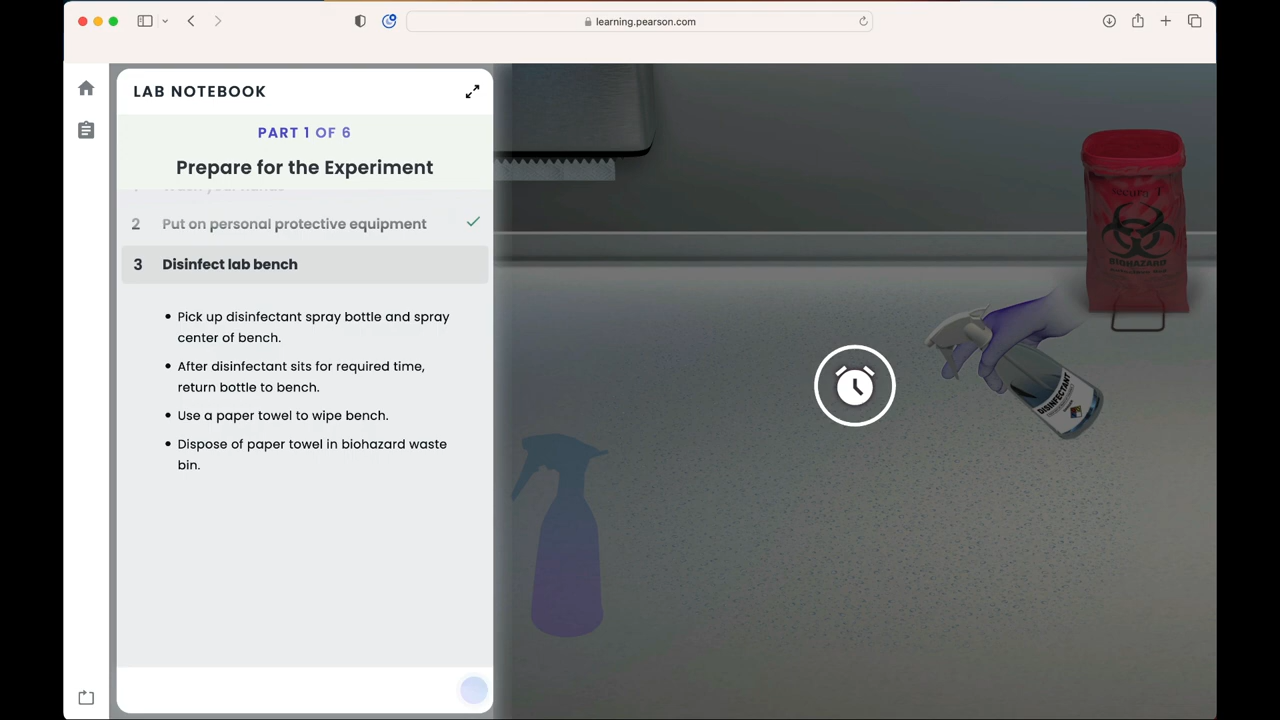 learning.pearson.com
LAB NOTEBOOK
PART 1 OF 6
Prepare for the Experiment
2 Put on personal protective equipment
3 Disinfect lab bench
• Pick up disinfectant spray bottle and spray
center of bench.
• After disinfectant sits for required time,
return bottle to bench.
• Use a paper towel to wipe bench.
• Dispose of paper towel in biohazard waste
bin.
BIOHAZARD
DISINFECTANT